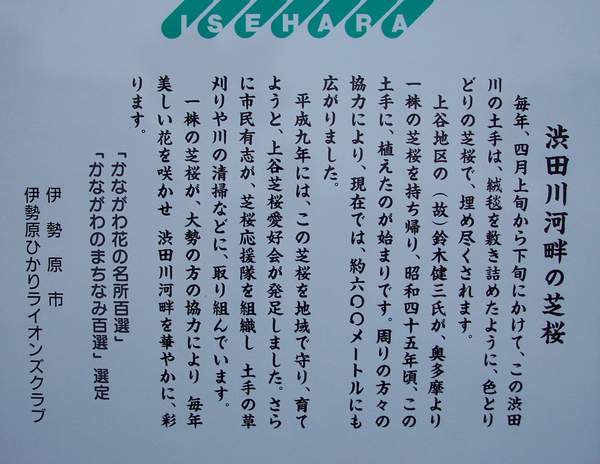 ISEHARA
渋田川河畔の芝桜
毎年、四月上旬から下旬にかけて、この渋田
川の土手は、絨毯を敷き詰めたように、色とり
どりの芝桜で、埋め尽くされます。
上谷地区の（故）鈴木健三氏が、奥多摩より
一株の芝桜を持ち帰り、昭和四十五年頃、この
土手に、植えたのが始まりです。周りの方々の
協力により、現在では、約六〇〇メートルにも
広がりました。
平成九年には、この芝桜を地域で守り、育て
ようと、上谷芝桜愛好会が発足しました。さら
に市民有志が、芝桜応援隊を組織し 土手の草
刈りや川の清掃などに、取り組んでいます。
一株の芝桜が、大勢の方の協力により 毎年
美しい花を咲かせ 渋田川河畔を華やかに、彩
ります。
「かながわ花の名所百選」
「かながわのまちなみ百選」選定
伊勢原市
伊勢原ひかりライオンズクラブ